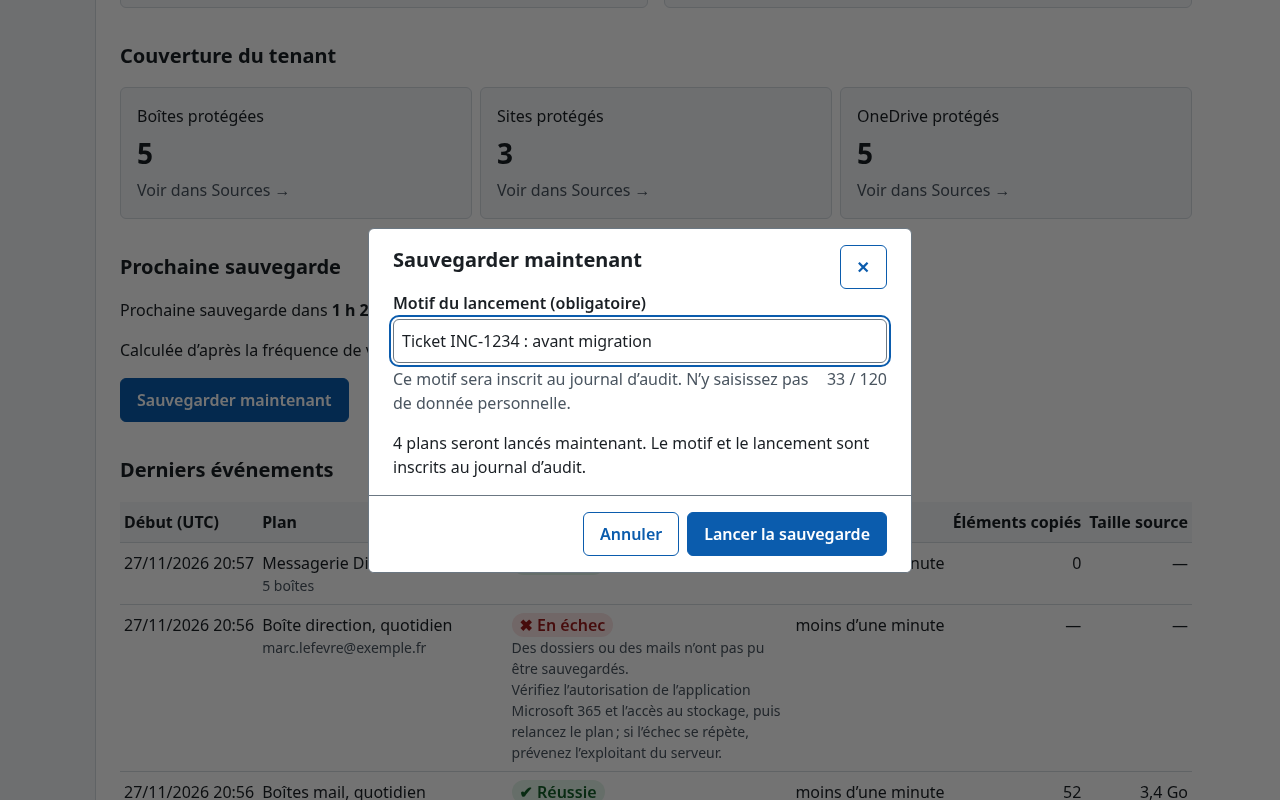 Couverture du tenant
Boîtes protégées
5
Voir dans Sources →
Sites protégés
3
Voir dans Sources →
OneDrive protégés
5
Voir dans Sources →
Prochaine sauvegarde
Prochaine sauvegarde dans 1 h 2
Calculée d’après la fréquence de
Sauvegarder maintenant
Sauvegarder maintenant
×
Motif du lancement (obligatoire)
Ticket INC-1234 : avant migration
Ce motif sera inscrit au journal d’audit. N’y saisissez pas
de donnée personnelle.
33 / 120
4 plans seront lancés maintenant. Le motif et le lancement sont
inscrits au journal d’audit.
Annuler
Lancer la sauvegarde
Derniers événements
Début (UTC) Plan Éléments copiés Taille source
27/11/2026 20:57 Messagerie Di nute 0 —
5 boîtes
27/11/2026 20:56 Boîte direction, quotidien ✖ En échec moins d’une minute — —
marc.lefevre@exemple.fr
Des dossiers ou des mails n’ont pas pu
être sauvegardés.
Vérifiez l’autorisation de l’application
Microsoft 365 et l’accès au stockage, puis
relancez le plan ; si l’échec se répète,
prévenez l’exploitant du serveur.
27/11/2026 20:56 Boîtes mail, quotidien ✔ Réussie moins d’une minute 52 3,4 Go